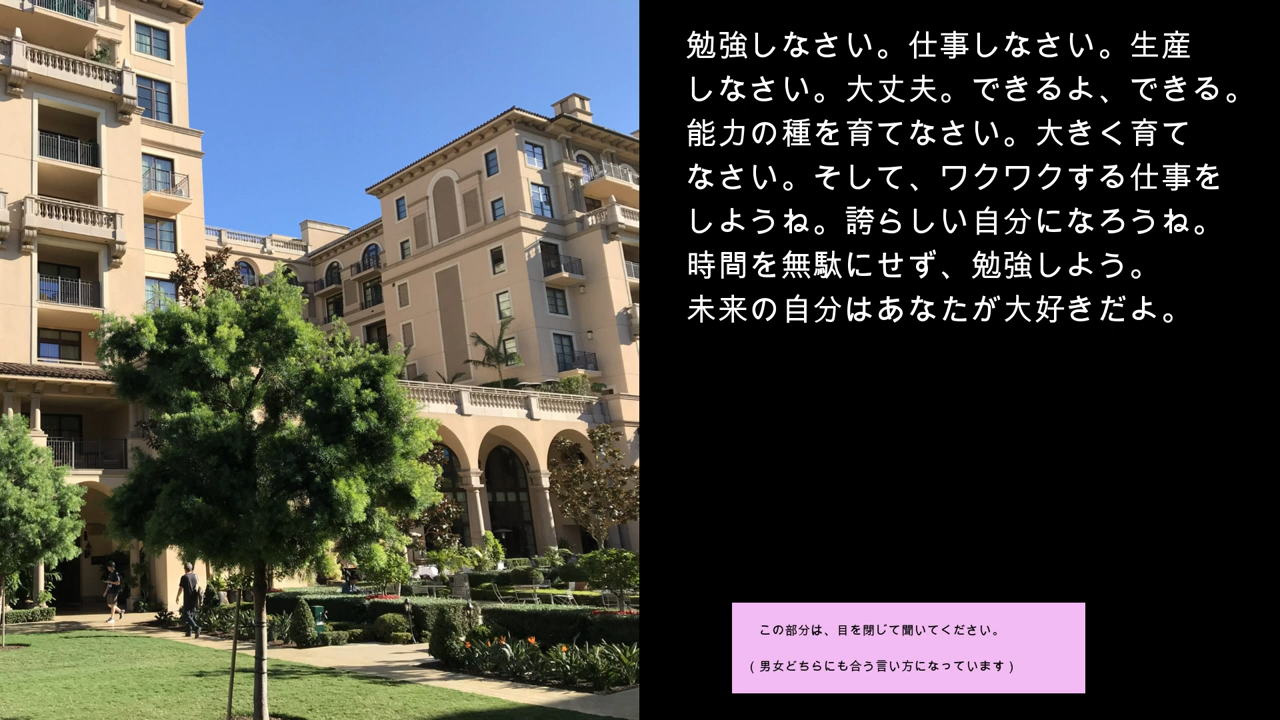 勉強しなさい。仕事しなさい。生産
しなさい。大丈夫。できるよ、できる。
能力の種を育てなさい。大きく育て
なさい。そして、ワクワクする仕事を
しようね。誇らしい自分になろうね。
時間を無駄にせず、勉強しよう。
未来の自分はあなたが大好きだよ。
この部分は、目を閉じて聞いてください。
(男女どちらにも合う言い方になっています)